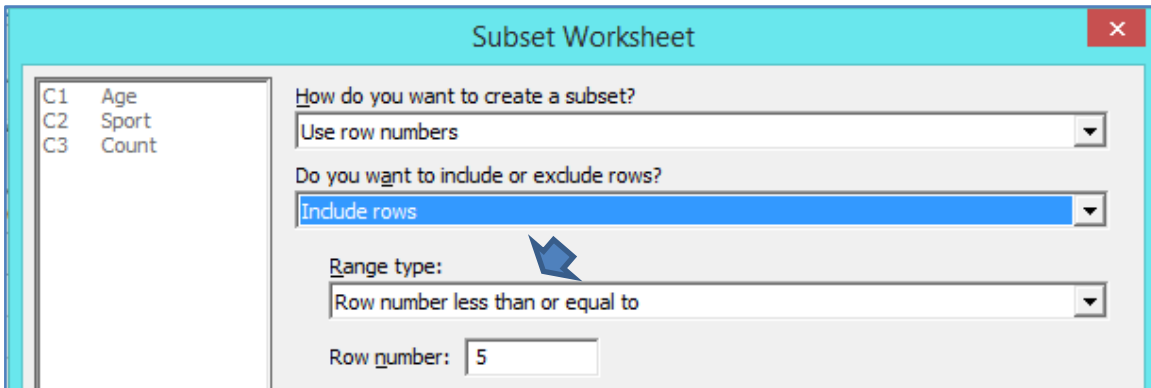 Subset Worksheet
C1 Age
C2 Sport
C3 Count
How do you want to create a subset?
Use row numbers
Do you want to include or exclude rows?
Include rows
Range type:
Row number less than or equal to
Row number: 5